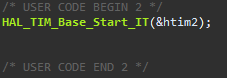 /* USER CODE BEGIN 2 */
HAL_TIM_Base_Start_IT(&htim2);
/* USER CODE END 2 */